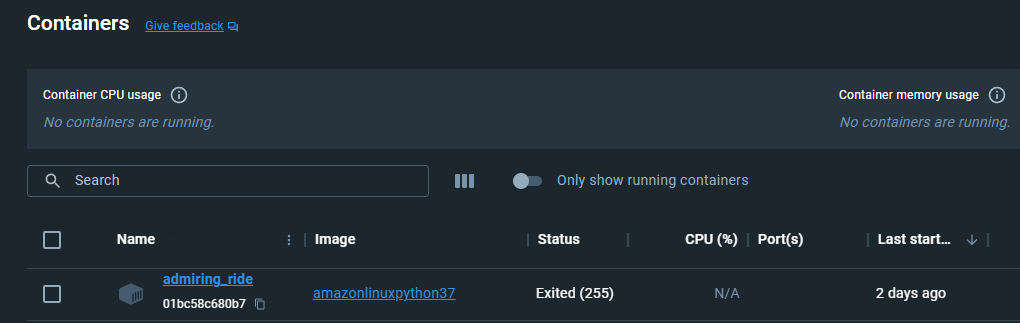 Containers Give feedback
Container CPU usage Container memory usage
No containers are running. No containers are running.
Search Only show running containers
Name Image Status CPU (%) Port(s) Last start...
admiring_ride
amazonlinuxpython37 Exited (255) N/A 2 days ago
01bc58c680b7